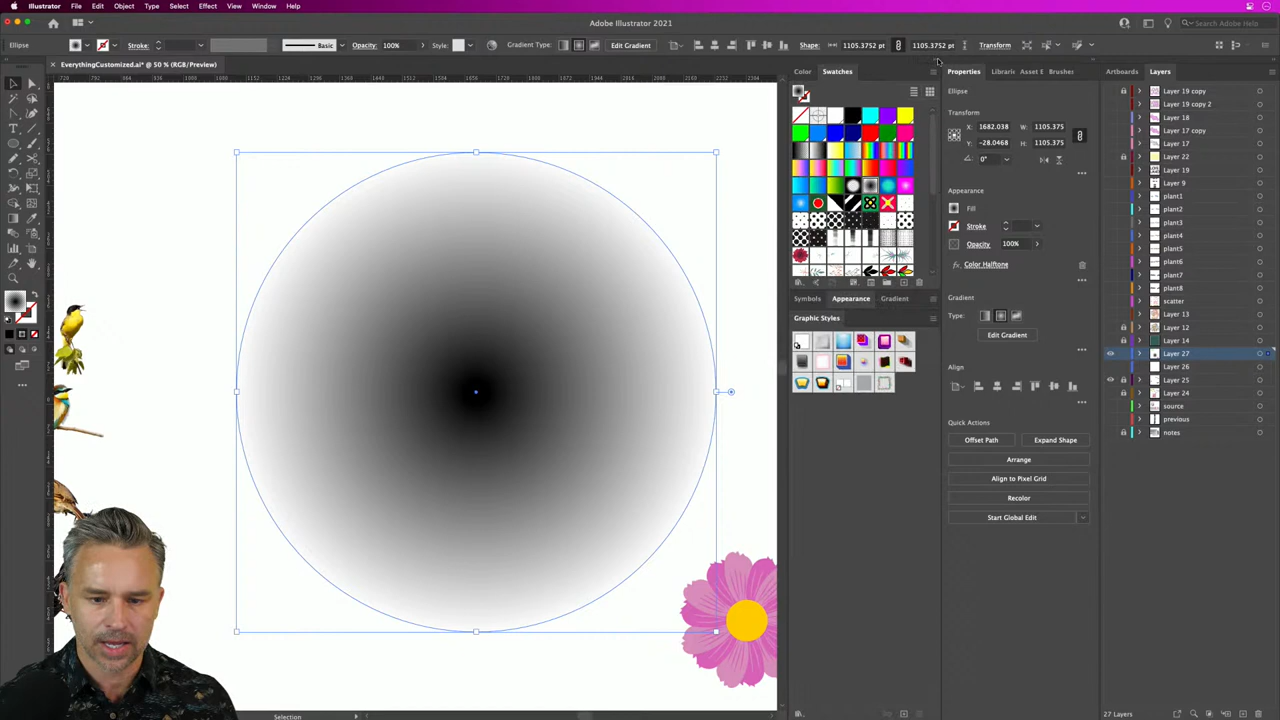 Illustrator File Edit Object Type Select Effect View Window Help
Adobe Illustrator 2021
Search Adobe Help
Ellipse Stroke: Basic Opacity: 100% Style: Gradient Type: Edit Gradient Shape: 1105.3752 pt 1105.3752 pt Transform
EverythingCustomized.ai* @ 50 % (RGB/Preview)
Color Swatches
Properties Librari Asset E Brushes
Artboards Layers
Ellipse
Transform
X: 1682.038 W: 1105.375
Y: -28.0468 H: 1105.375
0°
Appearance
Fill
Stroke
Opacity 100%
Color Halftone
Gradient
Type:
Edit Gradient
Align
Quick Actions
Offset Path Expand Shape
Arrange
Align to Pixel Grid
Recolor
Start Global Edit
Symbols Appearance Gradient
Graphic Styles
Layer 19 copy
Layer 19 copy 2
Layer 18
Layer 17 copy
Layer 17
Layer 22
Layer 19
Layer 9
plant1
plant2
plant3
plant4
plant5
plant6
plant7
plant8
scatter
Layer 13
Layer 12
Layer 14
Layer 27
Layer 26
Layer 25
Layer 24
source
previous
notes
27 Layers
Selection